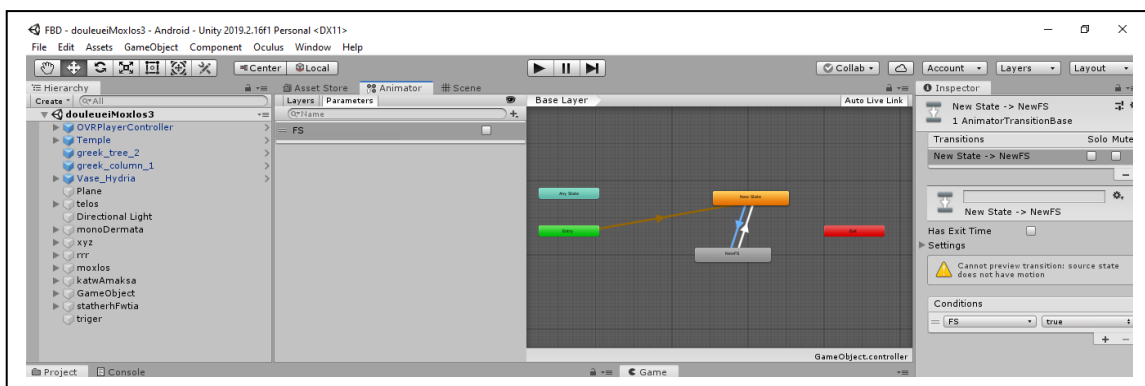 FBD - douleueiMoxlos3 - Android - Unity 2019.2.16f1 Personal <DX11>
File Edit Assets GameObject Component Oculus Window Help
Center Local Collab Account Layers Layout
Hierarchy
Create All
douleueiMoxlos3
OVRPlayerController
Temple
greek_tree_2
greek_column_1
Vase_Hydria
Plane
telos
Directional Light
monoDermata
xyz
rrr
moxlos
katwAmaksa
GameObject
statherhFwtia
triger
Asset Store Animator Scene
Layers Parameters
Name
FS
Base Layer Auto Live Link
Any State
New State
Entry
Exit
NewFS
GameObject.controller
Inspector
New State -> NewFS
1 AnimatorTransitionBase
Transitions Solo Mute
New State -> NewFS
New State -> NewFS
Has Exit Time
Settings
Cannot preview transition: source state
does not have motion
Conditions
FS true
Project Console Game